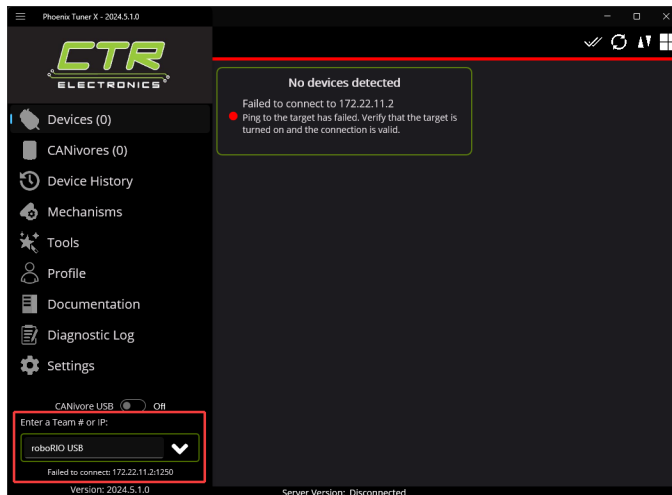 Phoenix Tuner X - 2024.5.1.0
CTR
ELECTRONICS
Devices (0)
CANivores (0)
Device History
Mechanisms
Tools
Profile
Documentation
Diagnostic Log
Settings
CANivore USB Off
Enter a Team # or IP:
roboRIO USB
Failed to connect: 172.22.11.2:1250
Version: 2024.5.1.0
No devices detected
Failed to connect to 172.22.11.2
Ping to the target has failed. Verify that the target is
turned on and the connection is valid.
Server Version: Disconnected